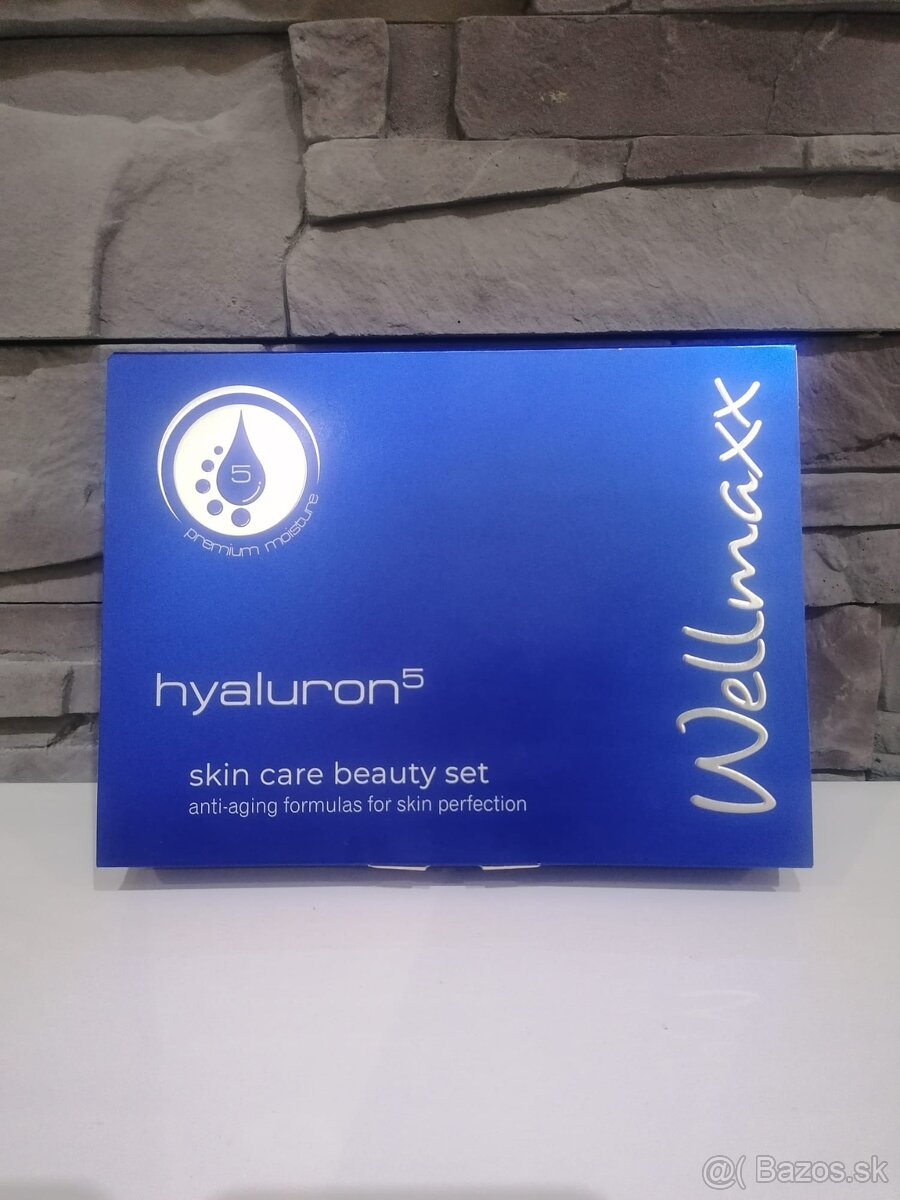 5
premium moisture
Wellmaxx
hyaluron⁵
skin care beauty set
anti-aging formulas for skin perfection
@( Bazos.sk